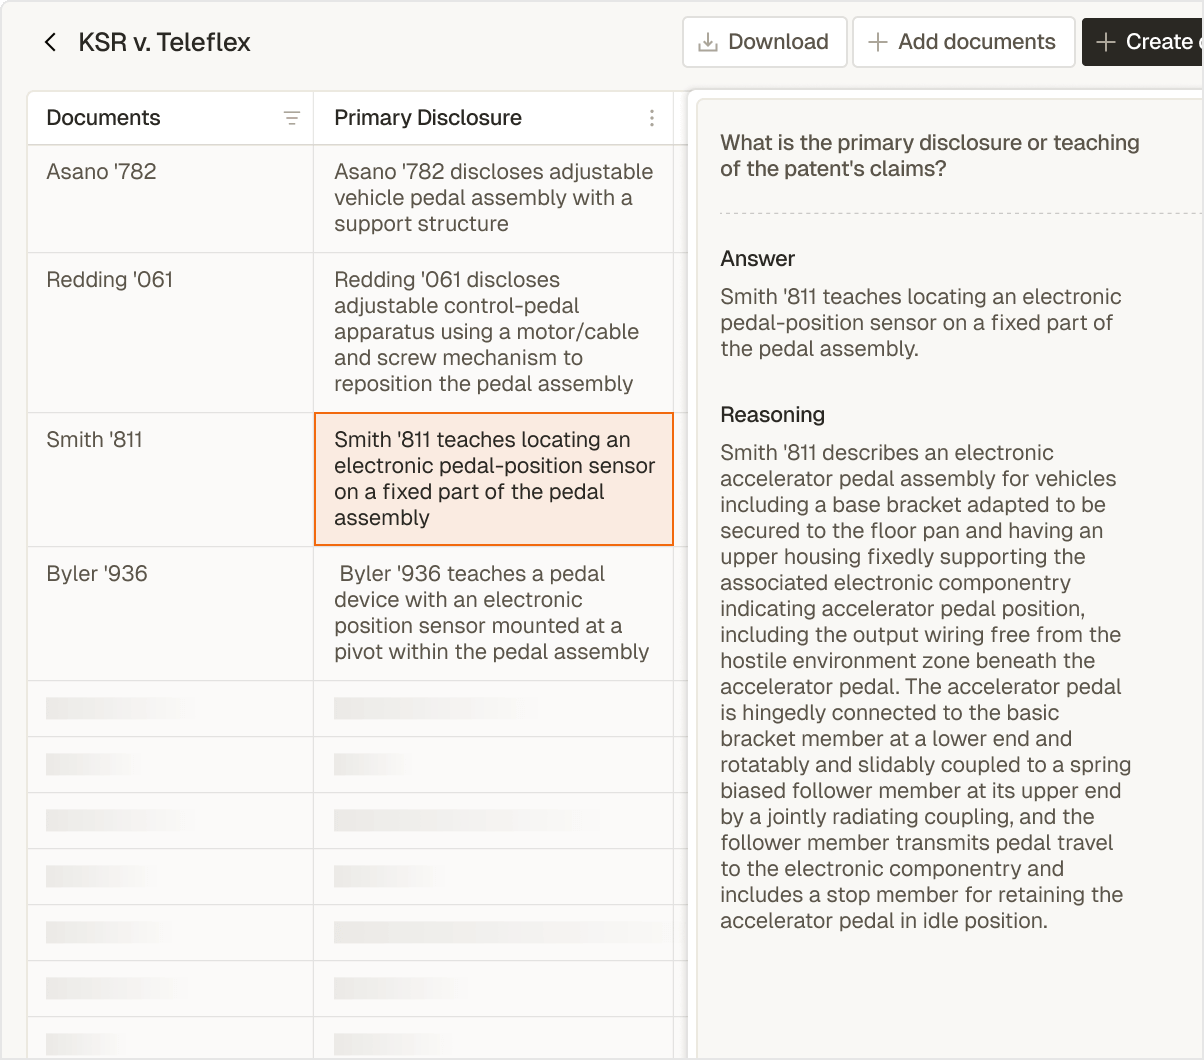 KSR v. Teleflex
Download
Add documents
Create
Documents
Primary Disclosure
Asano '782
Asano '782 discloses adjustable
vehicle pedal assembly with a
support structure
Redding '061
Redding '061 discloses
adjustable control-pedal
apparatus using a motor/cable
and screw mechanism to
reposition the pedal assembly
Smith '811
Smith '811 teaches locating an
electronic pedal-position sensor
on a fixed part of the pedal
assembly
Byler '936
Byler '936 teaches a pedal
device with an electronic
position sensor mounted at a
pivot within the pedal assembly
What is the primary disclosure or teaching
of the patent's claims?
Answer
Smith '811 teaches locating an electronic
pedal-position sensor on a fixed part of
the pedal assembly.
Reasoning
Smith '811 describes an electronic
accelerator pedal assembly for vehicles
including a base bracket adapted to be
secured to the floor pan and having an
upper housing fixedly supporting the
associated electronic componentry
indicating accelerator pedal position,
including the output wiring free from the
hostile environment zone beneath the
accelerator pedal. The accelerator pedal
is hingedly connected to the basic
bracket member at a lower end and
rotatably and slidably coupled to a spring
biased follower member at its upper end
by a jointly radiating coupling, and the
follower member transmits pedal travel
to the electronic componentry and
includes a stop member for retaining the
accelerator pedal in idle position.